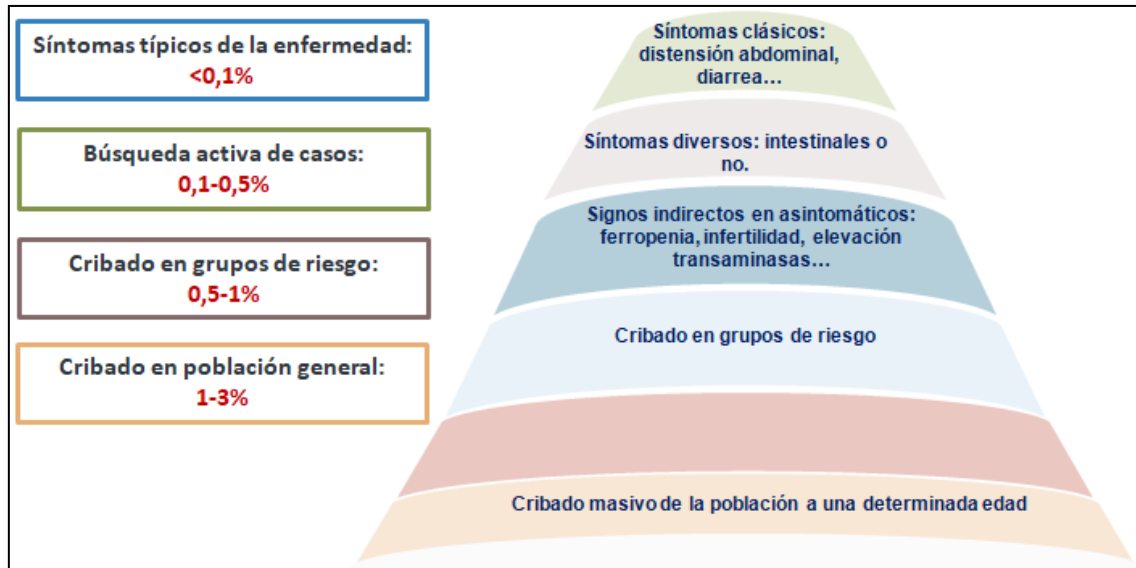 Síntomas típicos de la enfermedad:
<0,1%
Búsqueda activa de casos:
0,1-0,5%
Cribado en grupos de riesgo:
0,5-1%
Cribado en población general:
1-3%
Síntomas clásicos:
distensión abdominal,
diarrea…
Síntomas diversos: intestinales o
no.
Signos indirectos en asintomáticos:
ferropenia, infertilidad, elevación
transaminasas…
Cribado en grupos de riesgo
Cribado masivo de la población a una determinada edad